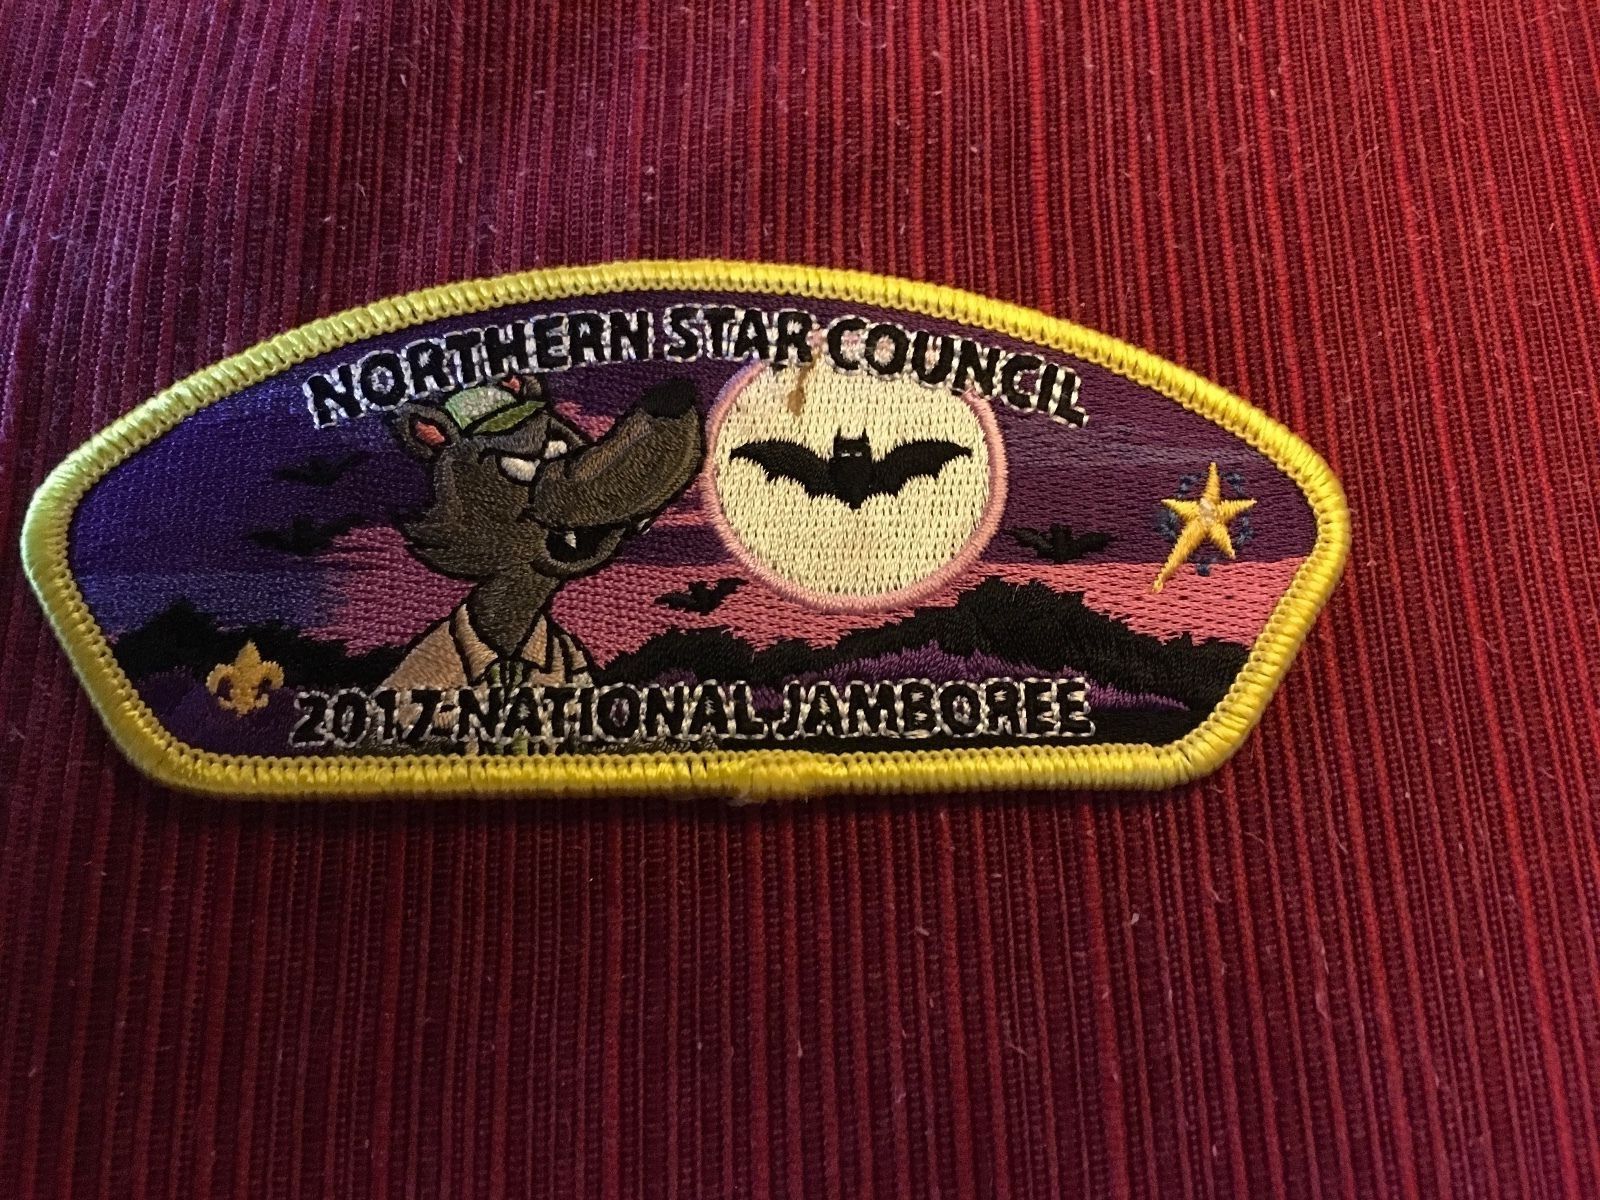 NORTHERN STAR COUNCIL
2017 NATIONAL JAMBOREE